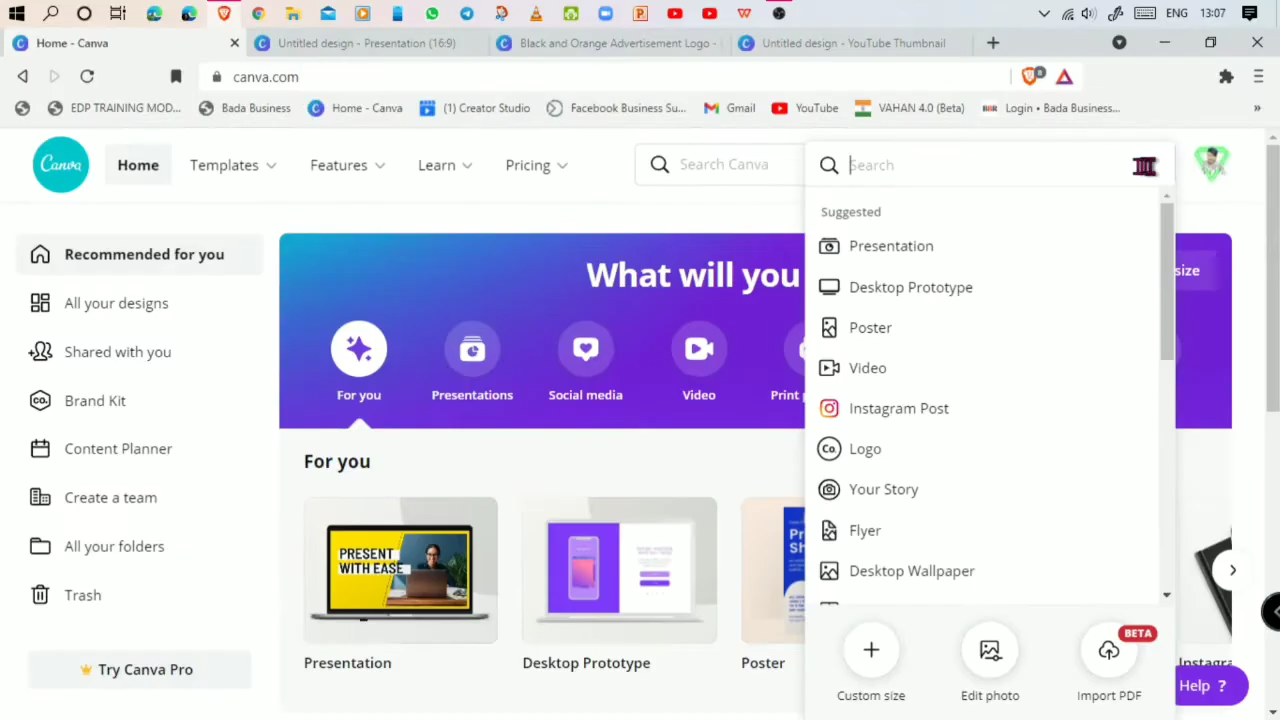 ENG 13:07
Home - Canva
Untitled design - Presentation (16:9)
Black and Orange Advertisement Logo -
Untitled design - YouTube Thumbnail
canva.com
8
EDP TRAINING MOD...
Bada Business
Home - Canva
(1) Creator Studio
Facebook Business Su...
Gmail
YouTube
VAHAN 4.0 (Beta)
Login • Bada Business...
Canva
Home
Templates
Features
Learn
Pricing
Search Canva
Search
Recommended for you
All your designs
Shared with you
Brand Kit
Content Planner
Create a team
All your folders
Trash
Try Canva Pro
What will you
size
For you
Presentations
Social media
Video
Print
For you
PRESENT
WITH EASE
Presentation
Desktop Prototype
Poster
Suggested
Presentation
Desktop Prototype
Poster
Video
Instagram Post
Co. Logo
Your Story
Flyer
Desktop Wallpaper
Custom size
Edit photo
BETA
Import PDF
Help ?